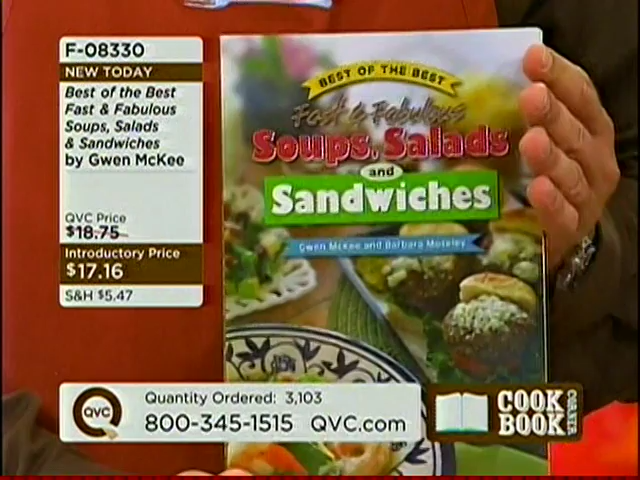 F-08330
NEW TODAY
Best of the Best
Fast & Fabulous
Soups, Salads
& Sandwiches
by Gwen McKee
QVC Price
$18.75
Introductory Price
$17.16
S&H $5.47
BEST OF THE BEST
Fast & Fabulous
Soups, Salads
and
Sandwiches
Gwen McKee and Barbara Moseley
QVC
Quantity Ordered: 3,103
800-345-1515 QVC.com
COOK
BOOK
CORNER